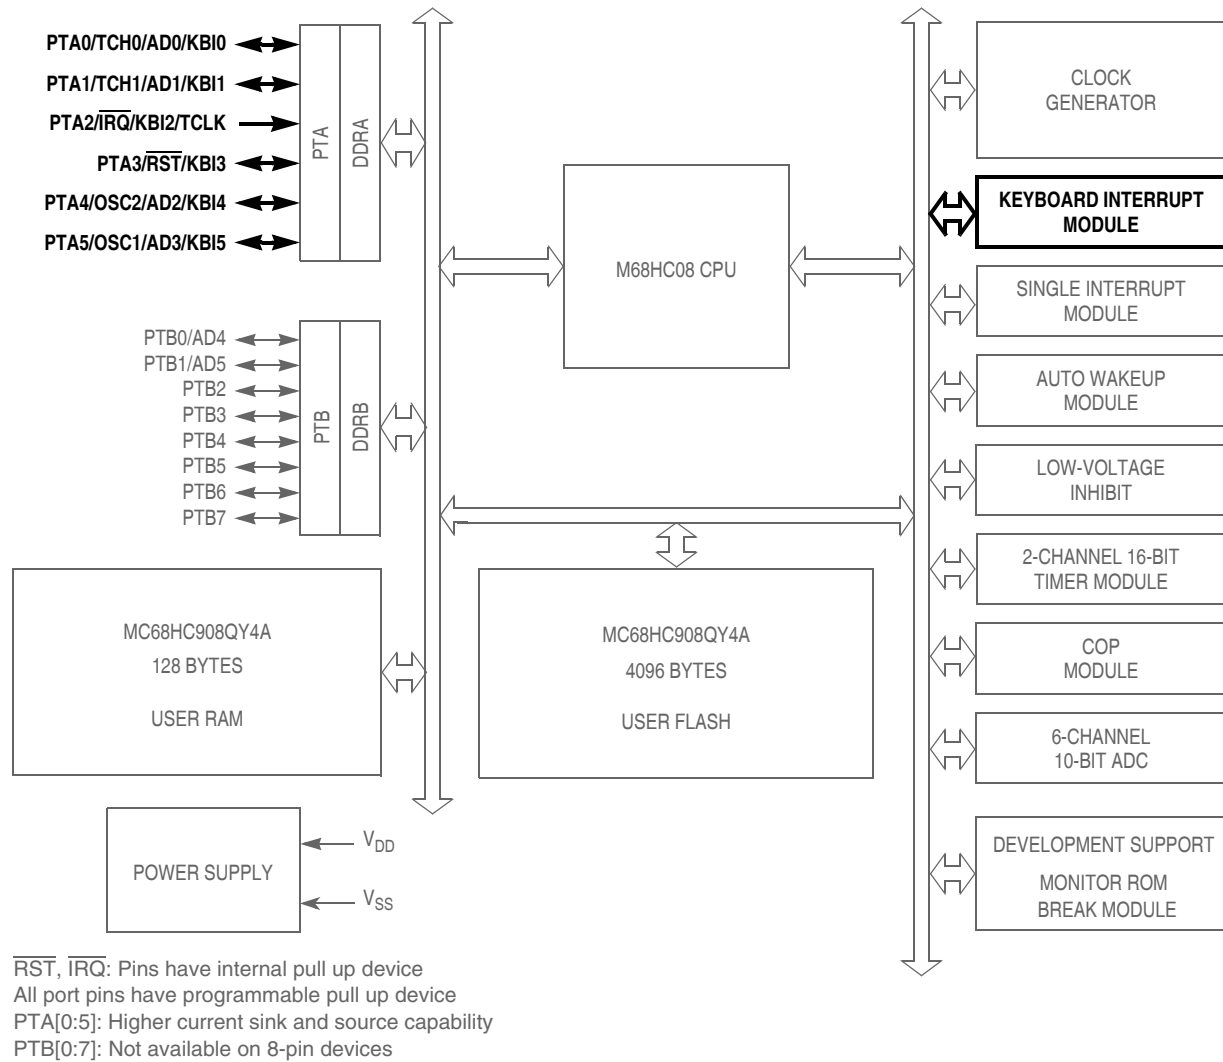 PTA0/TCH0/AD0/KBI0
PTA1/TCH1/AD1/KBI1
PTA2/IRQ/KBI2/TCLK
PTA3/RST/KBI3
PTA4/OSC2/AD2/KBI4
PTA5/OSC1/AD3/KBI5
PTA
DDRA
PTB0/AD4
PTB1/AD5
PTB2
PTB3
PTB4
PTB5
PTB6
PTB7
PTB
DDRB
M68HC08 CPU
MC68HC908QY4A
128 BYTES
USER RAM
MC68HC908QY4A
4096 BYTES
USER FLASH
POWER SUPPLY
VDD
VSS
CLOCK
GENERATOR
KEYBOARD INTERRUPT
MODULE
SINGLE INTERRUPT
MODULE
AUTO WAKEUP
MODULE
LOW-VOLTAGE
INHIBIT
2-CHANNEL 16-BIT
TIMER MODULE
COP
MODULE
6-CHANNEL
10-BIT ADC
DEVELOPMENT SUPPORT
MONITOR ROM
BREAK MODULE
RST, IRQ: Pins have internal pull up device
All port pins have programmable pull up device
PTA[0:5]: Higher current sink and source capability
PTB[0:7]: Not available on 8-pin devices